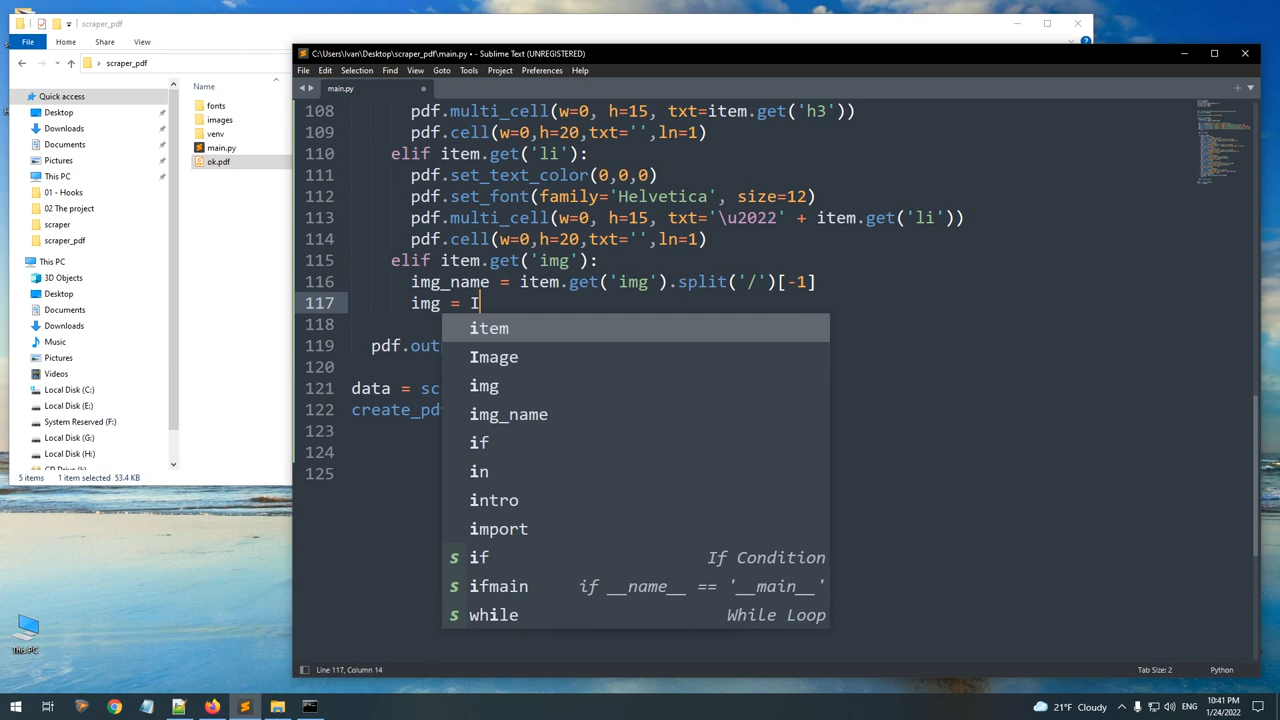 scraper_pdf
File Home Share View
scraper_pdf
Name
Quick access
Desktop
Downloads
Documents
Pictures
This PC
01 - Hooks
02 The project
scraper
scraper_pdf
This PC
3D Objects
Desktop
Documents
Downloads
Music
Pictures
Videos
Local Disk (C:)
Local Disk (E:)
System Reserved (F:)
Local Disk (G:)
Local Disk (H:)
fonts
images
venv
main.py
ok.pdf
5 items 1 item selected 53.4 KB
This PC
C:\Users\Ivan\Desktop\scraper_pdf\main.py • - Sublime Text (UNREGISTERED)
File Edit Selection Find View Goto Tools Project Preferences Help
main.py
108 pdf.multi_cell(w=0, h=15, txt=item.get('h3'))
109 pdf.cell(w=0,h=20,txt='',ln=1)
110 elif item.get('li'):
111 pdf.set_text_color(0,0,0)
112 pdf.set_font(family='Helvetica', size=12)
113 pdf.multi_cell(w=0, h=15, txt='\u2022' + item.get('li'))
114 pdf.cell(w=0,h=20,txt='',ln=1)
115 elif item.get('img'):
116 img_name = item.get('img').split('/')[-1]
117 img = I
118
119 pdf.out
120
121 data = sc
122 create_pd
123
124
125
item
Image
img
img_name
if
in
intro
import
s if If Condition
s ifmain if __name__ == '__main__'
s while While Loop
Line 117, Column 14
Tab Size: 2 Python
21°F Cloudy
10:41 PM
1/24/2022